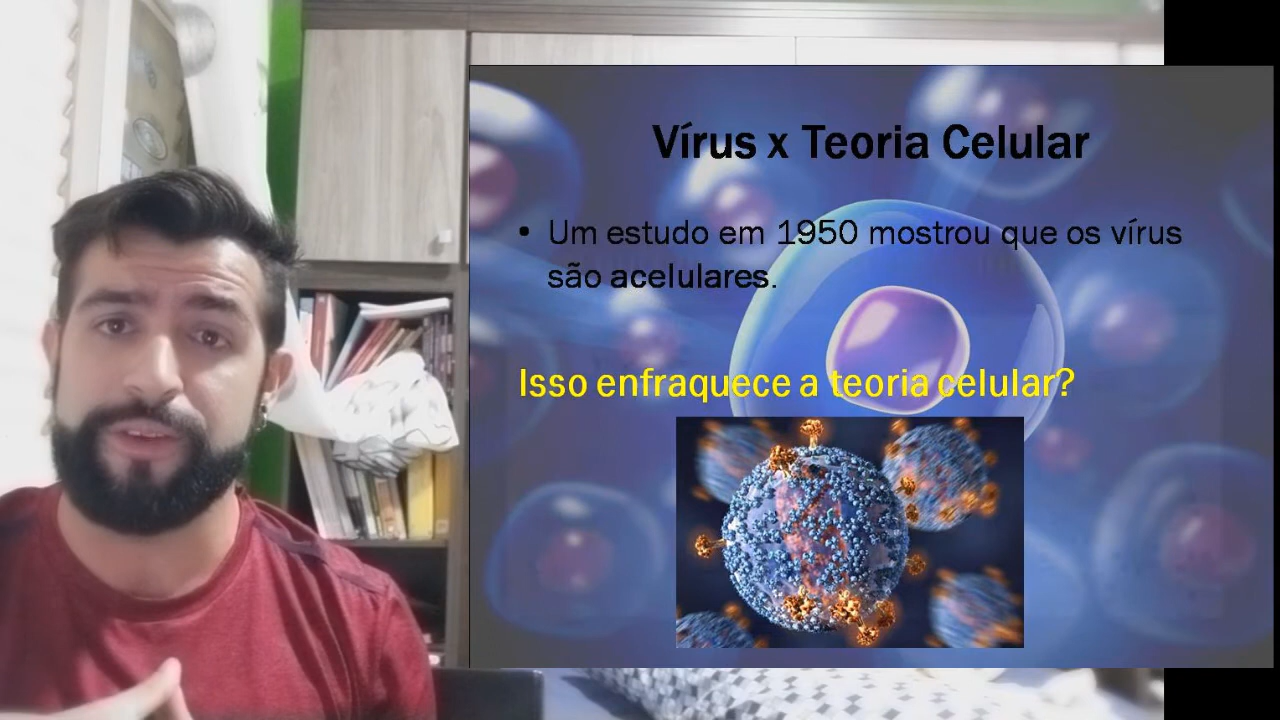 Vírus x Teoria Celular
• Um estudo em 1950 mostrou que os vírus
são acelulares.
Isso enfraquece a teoria celular?